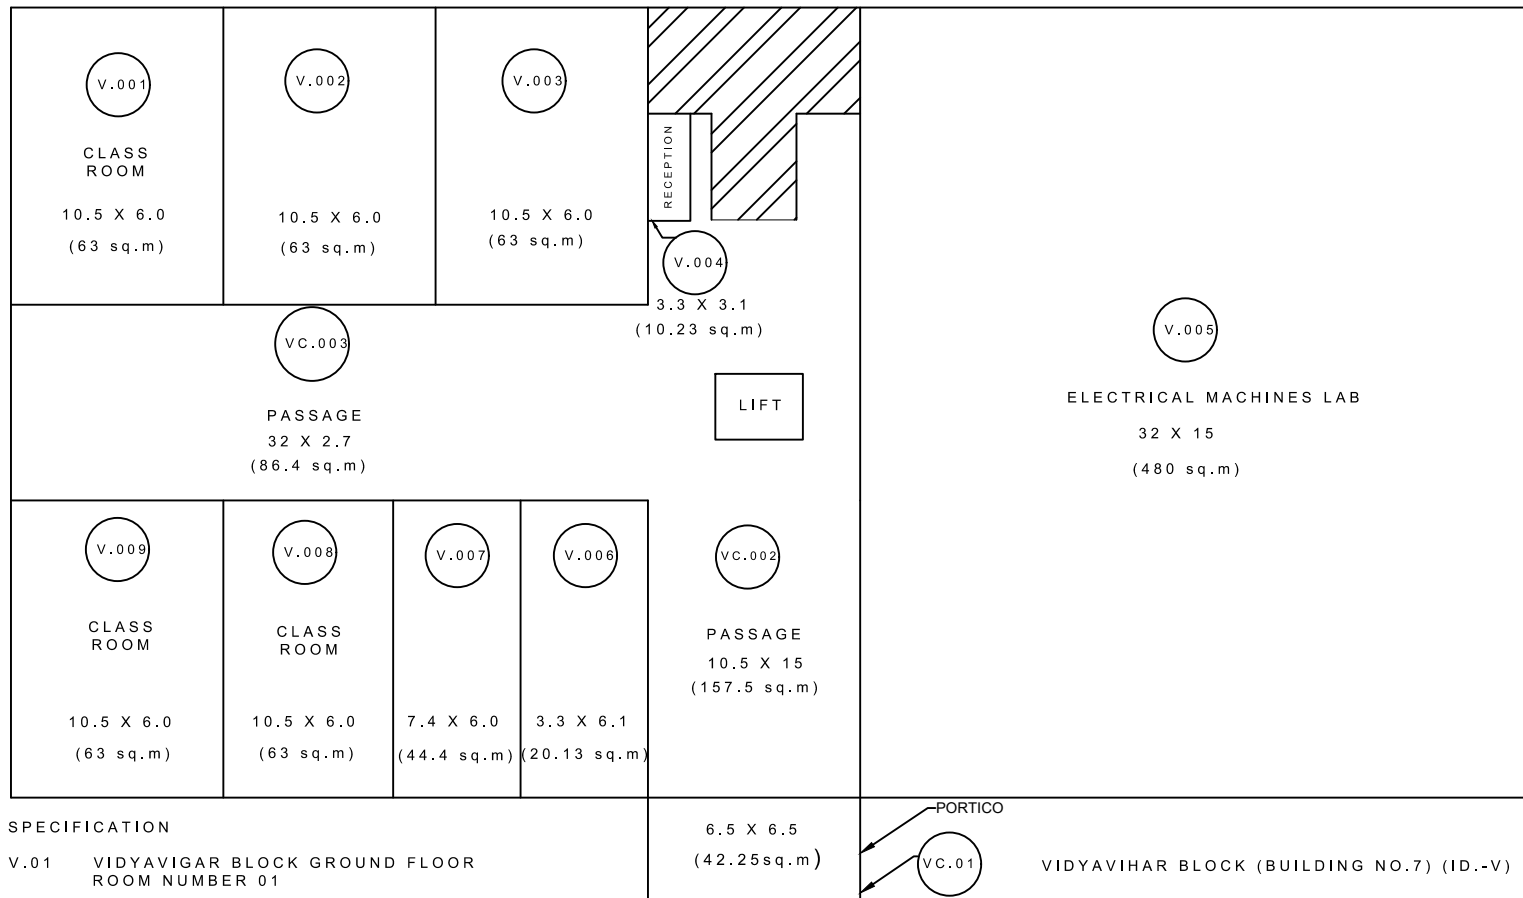 V.001
CLASS
ROOM
10.5 X 6.0
(63 sq.m)
V.002
10.5 X 6.0
(63 sq.m)
V.003
10.5 X 6.0
(63 sq.m)
RECEPTION
V.004
3.3 X 3.1
(10.23 sq.m)
VC.003
PASSAGE
32 X 2.7
(86.4 sq.m)
LIFT
V.005
ELECTRICAL MACHINES LAB
32 X 15
(480 sq.m)
V.009
CLASS
ROOM
10.5 X 6.0
(63 sq.m)
V.008
CLASS
ROOM
10.5 X 6.0
(63 sq.m)
V.007
7.4 X 6.0
(44.4 sq.m)
V.006
3.3 X 6.1
(20.13 sq.m)
VC.002
PASSAGE
10.5 X 15
(157.5 sq.m)
SPECIFICATION
V.01 VIDYAVIGAR BLOCK GROUND FLOOR
ROOM NUMBER 01
6.5 X 6.5
(42.25sq.m)
PORTICO
VC.01
VIDYAVIHAR BLOCK (BUILDING NO.7) (ID.-V)